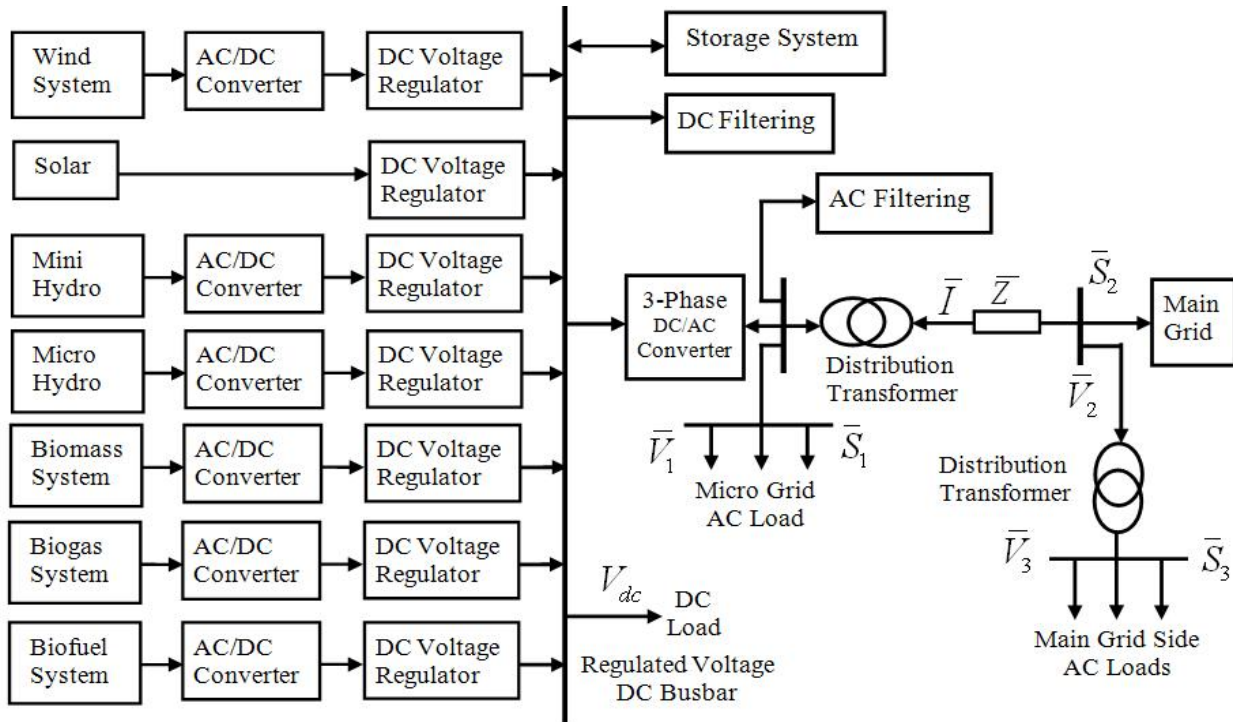 Wind
System
AC/DC
Converter
DC Voltage
Regulator
Solar
DC Voltage
Regulator
Mini
Hydro
AC/DC
Converter
DC Voltage
Regulator
Micro
Hydro
AC/DC
Converter
DC Voltage
Regulator
Biomass
System
AC/DC
Converter
DC Voltage
Regulator
Biogas
System
AC/DC
Converter
DC Voltage
Regulator
Biofuel
System
AC/DC
Converter
DC Voltage
Regulator
Storage System
DC Filtering
AC Filtering
3-Phase
DC/AC
Converter
Distribution
Transformer
I̅
Z̅
S̅₂
Main
Grid
V̅₂
V̅₁
S̅₁
Micro Grid
AC Load
Distribution
Transformer
V̅₃
S̅₃
Main Grid Side
AC Loads
V_dc
DC
Load
Regulated Voltage
DC Busbar